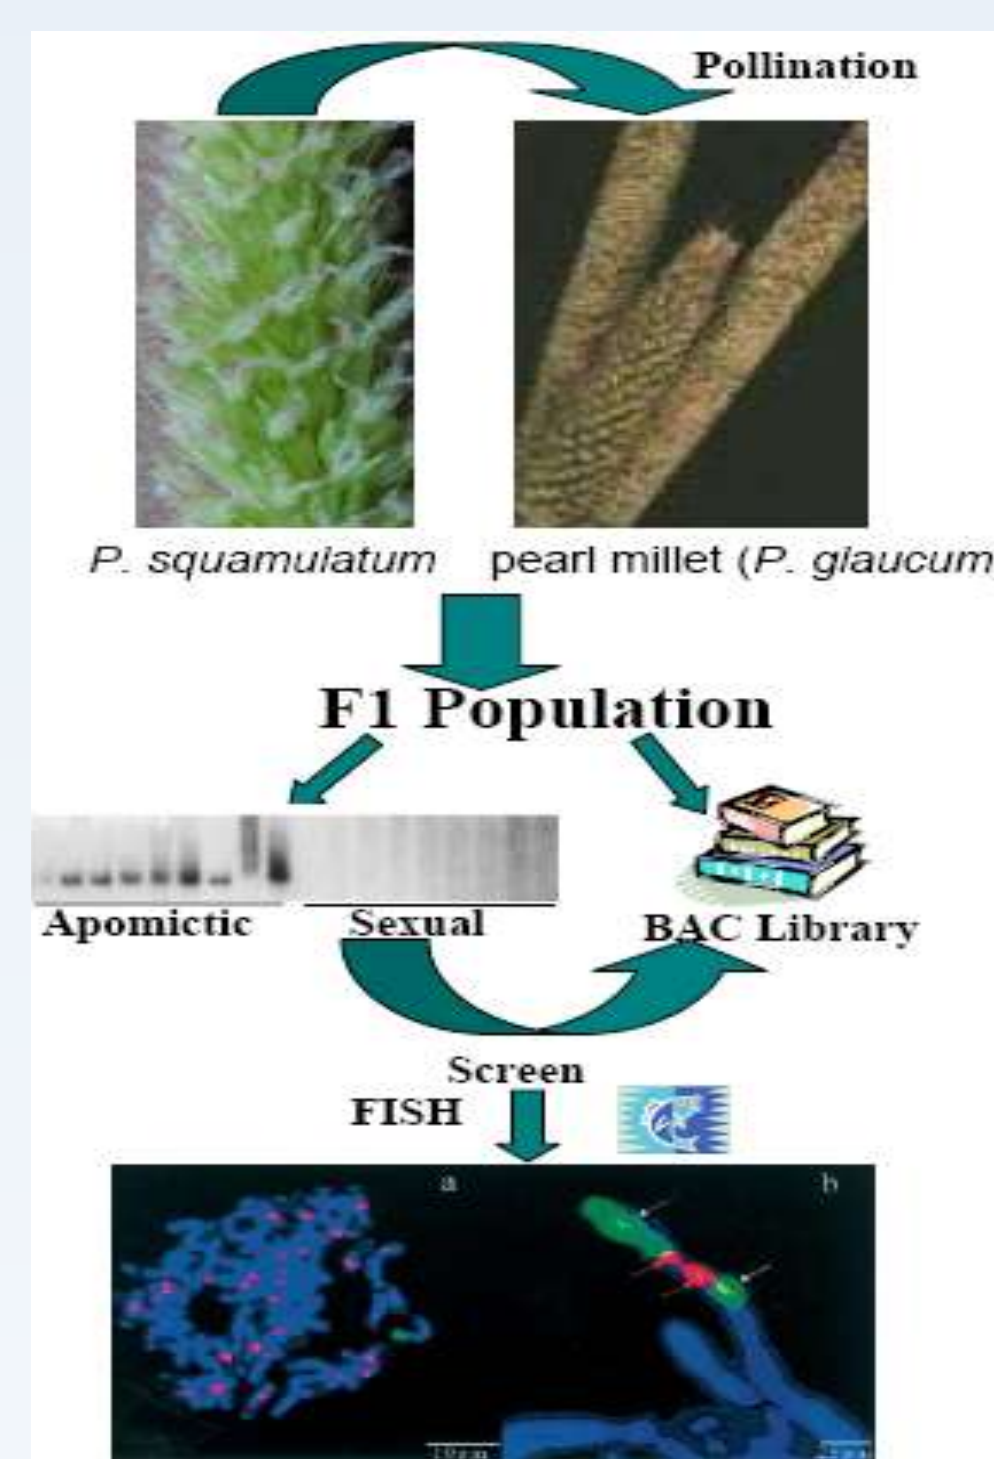 Pollination
P. squamulatum pearl millet (P. glaucum
F1 Population
Apomictic Sexual
BAC Library
Screen
FISH
a
b